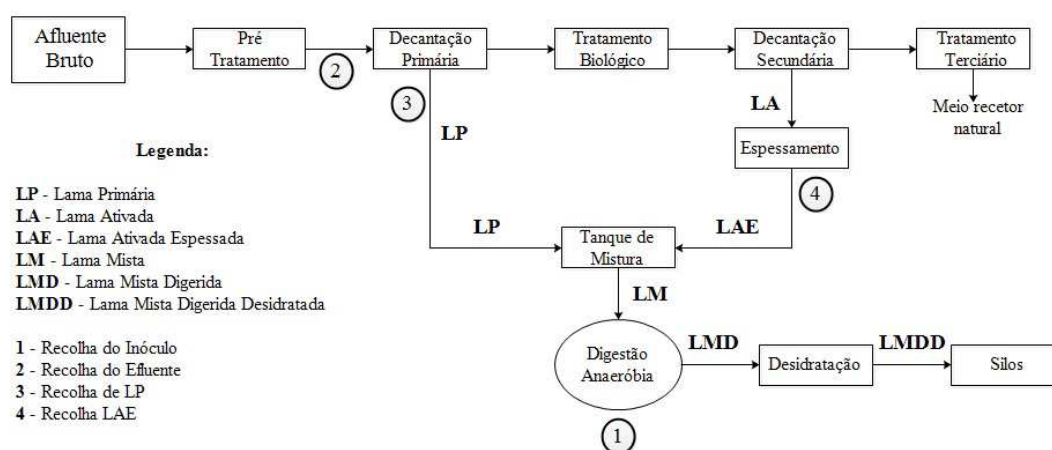 Afluente
Bruto
Pré
Tratamento
2
Decantação
Primária
3
Tratamento
Biológico
Decantação
Secundária
Tratamento
Terciário
LP
LA
Meio recetor
natural
Espessamento
4
Legenda:
LP - Lama Primária
LA - Lama Ativada
LAE - Lama Ativada Espessada
LM - Lama Mista
LMD - Lama Mista Digerida
LMDD - Lama Mista Digerida Desidratada
1 - Recolha do Inóculo
2 - Recolha do Efluente
3 - Recolha de LP
4 - Recolha LAE
LP
Tanque de
Mistura
LAE
LM
Digestão
Anaeróbia
LMD
Desidratação
LMDD
Silos
1